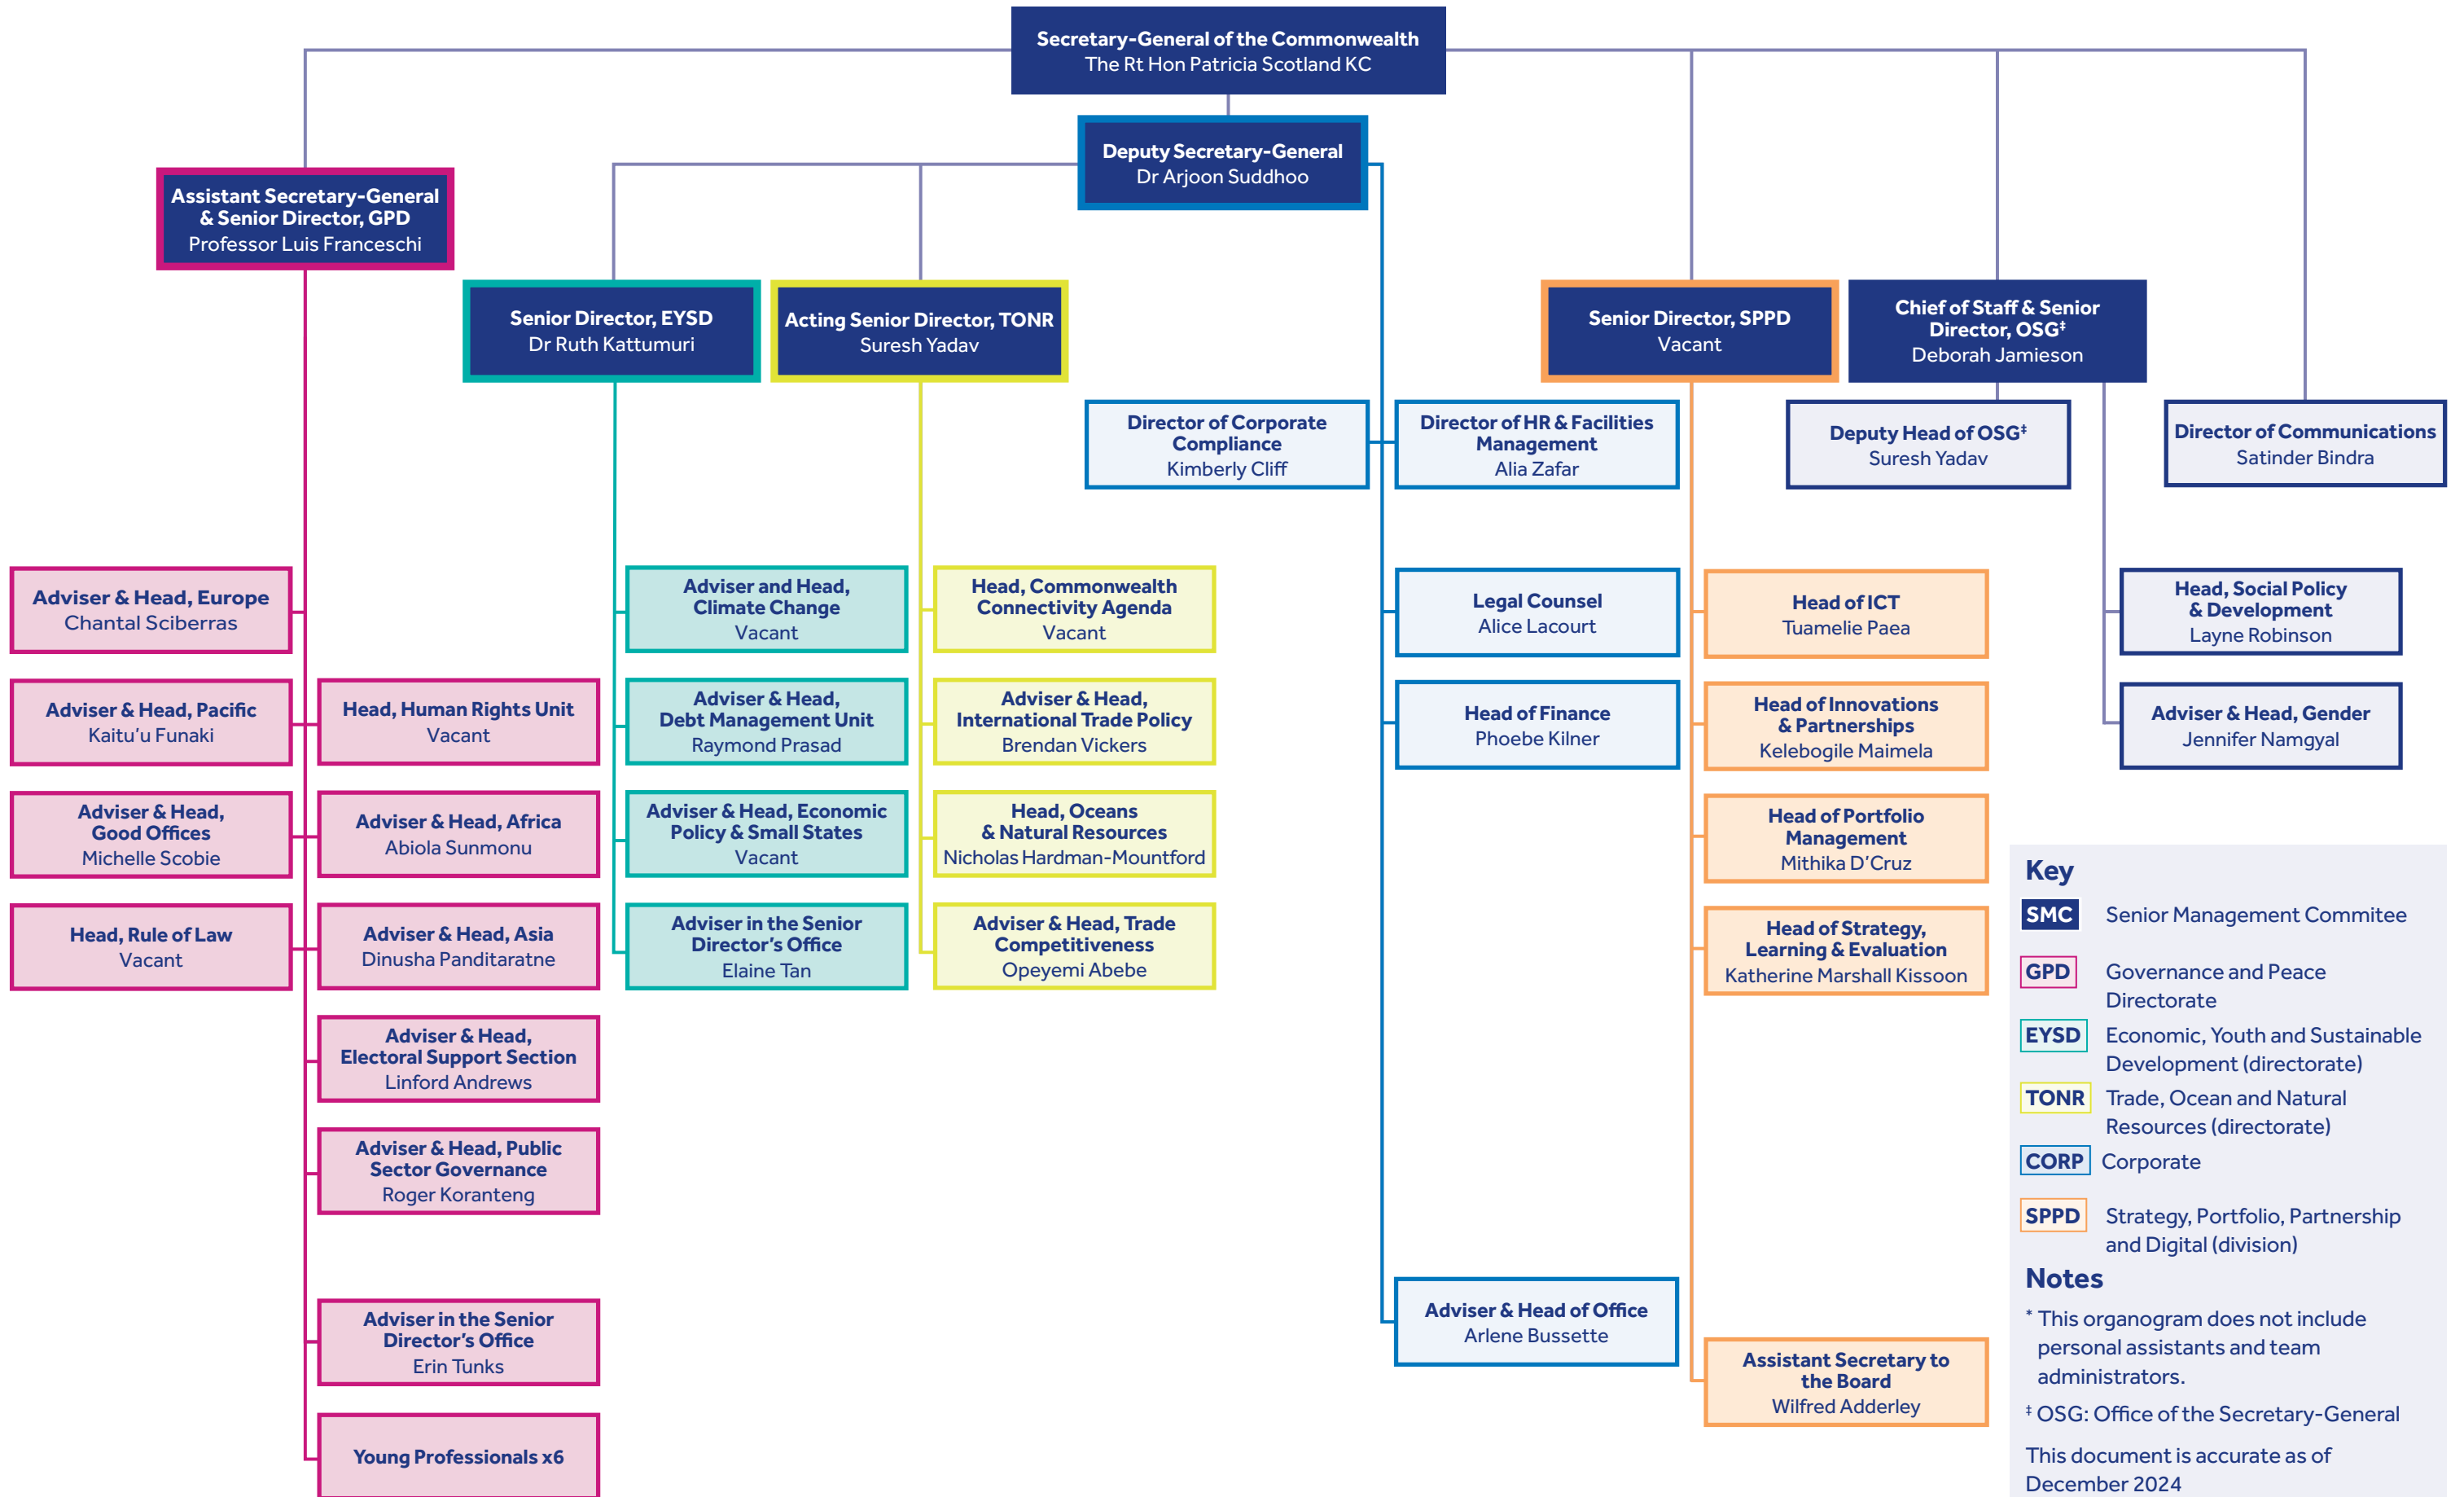 Secretary-General of the Commonwealth
The Rt Hon Patricia Scotland KC
Deputy Secretary-General
Dr Arjoon Suddhoo
Assistant Secretary-General
& Senior Director, GPD
Professor Luis Franceschi
Senior Director, EYSD
Dr Ruth Kattumuri
Acting Senior Director, TONR
Suresh Yadav
Senior Director, SPPD
Vacant
Chief of Staff & Senior
Director, OSG‡
Deborah Jamieson
Director of Corporate
Compliance
Kimberly Cliff
Director of HR & Facilities
Management
Alia Zafar
Deputy Head of OSG‡
Suresh Yadav
Director of Communications
Satinder Bindra
Adviser & Head, Europe
Chantal Sciberras
Adviser & Head, Pacific
Kaitu’u Funaki
Adviser & Head,
Good Offices
Michelle Scobie
Head, Rule of Law
Vacant
Head, Human Rights Unit
Vacant
Adviser & Head, Africa
Abiola Sunmonu
Adviser & Head, Asia
Dinusha Panditaratne
Adviser & Head,
Electoral Support Section
Linford Andrews
Adviser & Head, Public
Sector Governance
Roger Koranteng
Adviser in the Senior
Director’s Office
Erin Tunks
Young Professionals x6
Adviser and Head,
Climate Change
Vacant
Adviser & Head,
Debt Management Unit
Raymond Prasad
Adviser & Head, Economic
Policy & Small States
Vacant
Adviser in the Senior
Director’s Office
Elaine Tan
Head, Commonwealth
Connectivity Agenda
Vacant
Adviser & Head,
International Trade Policy
Brendan Vickers
Head, Oceans
& Natural Resources
Nicholas Hardman-Mountford
Adviser & Head, Trade
Competitiveness
Opeyemi Abebe
Legal Counsel
Alice Lacourt
Head of Finance
Phoebe Kilner
Adviser & Head of Office
Arlene Bussette
Head of ICT
Tuamelie Paea
Head of Innovations
& Partnerships
Kelebogile Maimela
Head of Portfolio
Management
Mithika D’Cruz
Head of Strategy,
Learning & Evaluation
Katherine Marshall Kissoon
Assistant Secretary to
the Board
Wilfred Adderley
Head, Social Policy
& Development
Layne Robinson
Adviser & Head, Gender
Jennifer Namgyal
Key
SMC Senior Management Commitee
GPD Governance and Peace
Directorate
EYSD Economic, Youth and Sustainable
Development (directorate)
TONR Trade, Ocean and Natural
Resources (directorate)
CORP Corporate
SPPD Strategy, Portfolio, Partnership
and Digital (division)
Notes
* This organogram does not include
personal assistants and team
administrators.
‡ OSG: Office of the Secretary-General
This document is accurate as of
December 2024